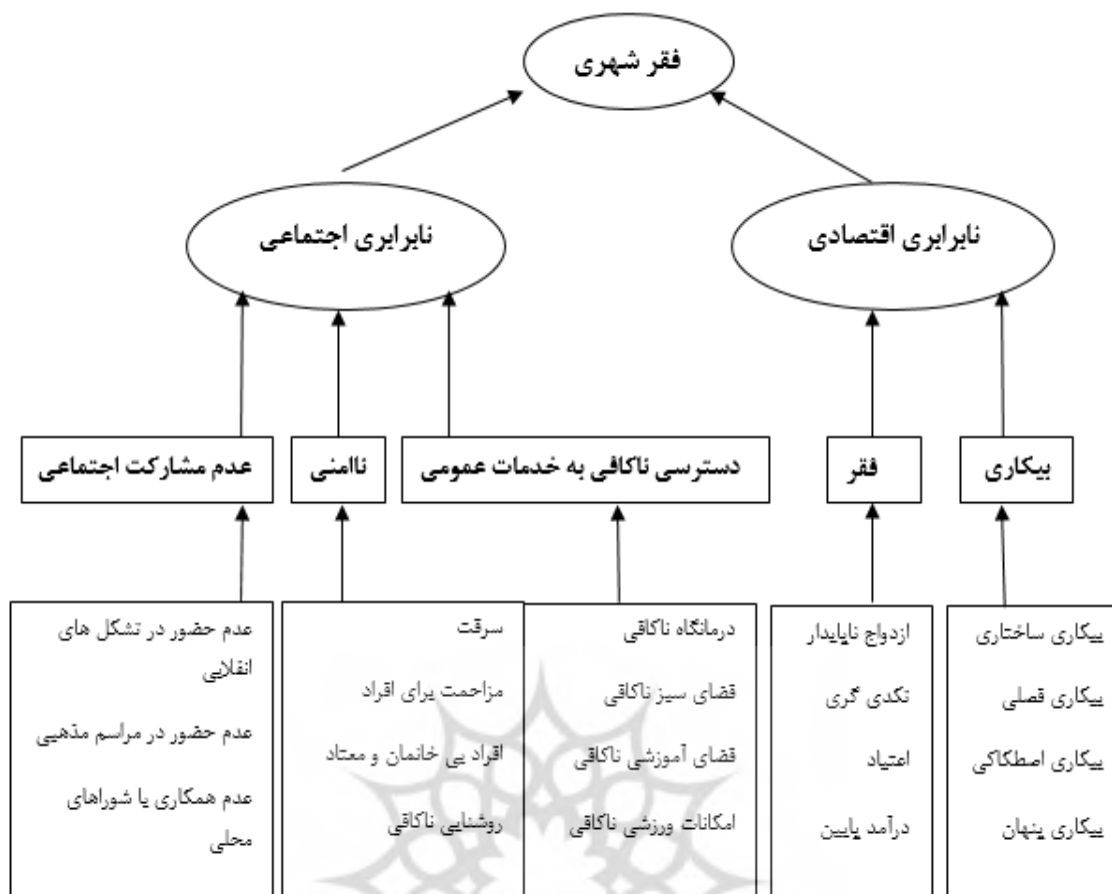 فقر شهری
نابرابری اقتصادی
نابرابری اجتماعی
بیکاری
فقر
دسترسی ناکافی به خدمات عمومی
ناامنی
عدم مشارکت اجتماعی
بیکاری ساختاری
بیکاری فصلی
بیکاری اصطکاکی
بیکاری پنهان
ازدواج ناپایدار
تکدی گری
اعتیاد
درآمد پایین
درمانگاه ناکافی
فضای سبز ناکافی
فضای آموزشی ناکافی
امکانات ورزشی ناکافی
سرقت
مزاحمت برای افراد
افراد بی خانمان و معتاد
روشنایی ناکافی
عدم حضور در تشکل های
انقلابی
عدم حضور در مراسم مذهبی
عدم همکاری با شوراهای
محلی